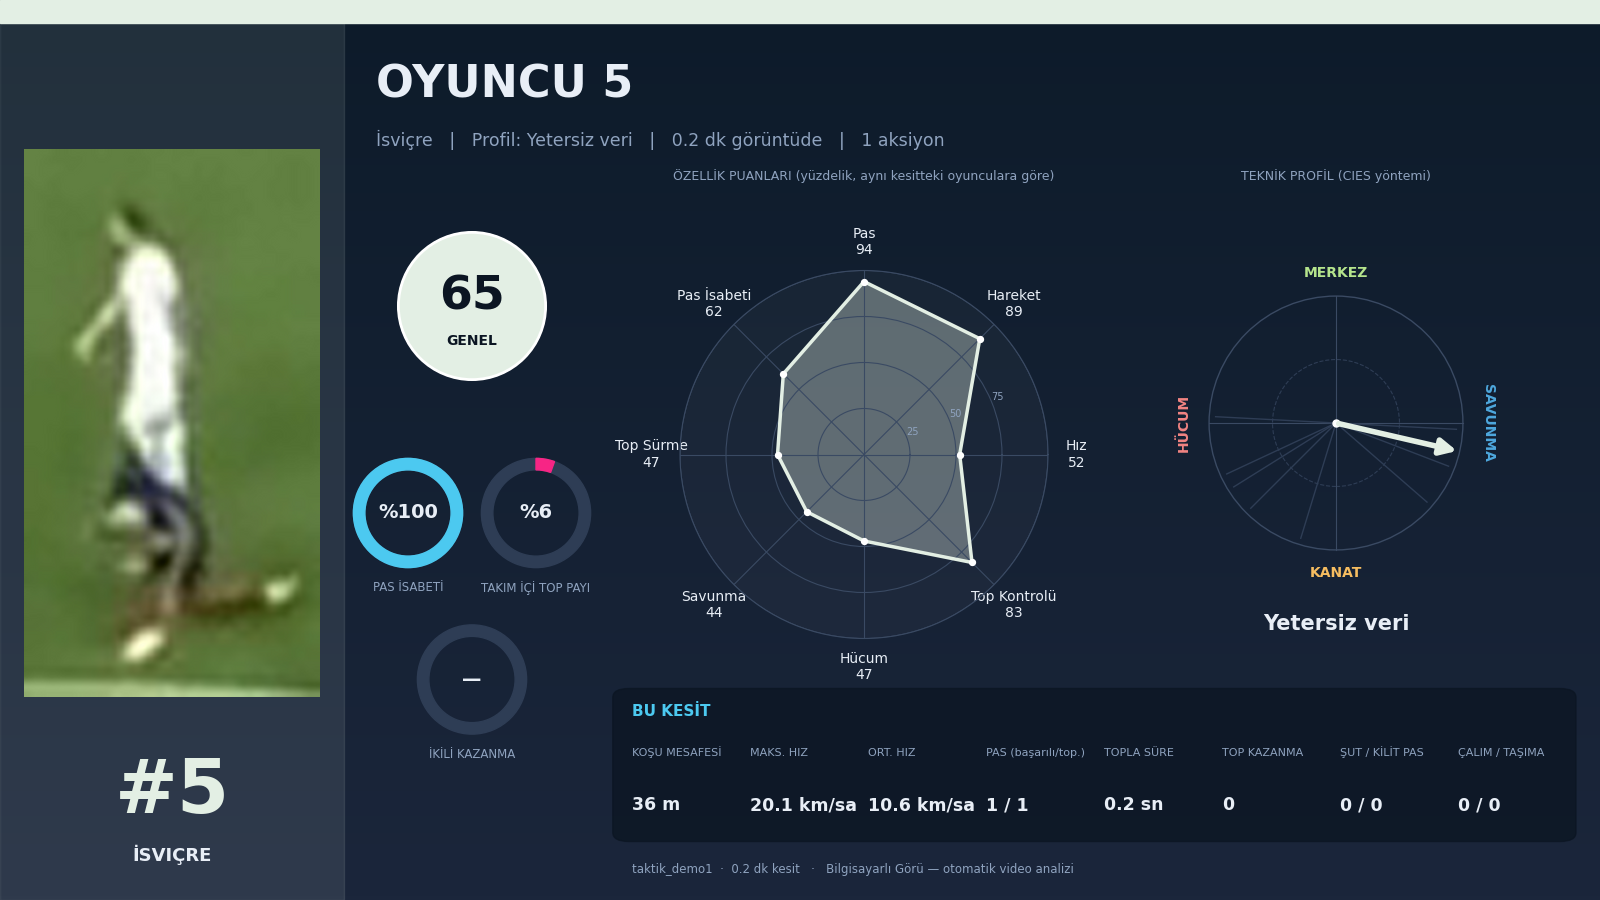 OYUNCU 5
İsviçre | Profil: Yetersiz veri | 0.2 dk görüntüde | 1 aksiyon
ÖZELLİK PUANLARI (yüzdelik, aynı kesitteki oyunculara göre)
TEKNİK PROFİL (CIES yöntemi)
65
GENEL
%100
PAS İSABETİ
%6
TAKIM İÇİ TOP PAYI
—
İKİLİ KAZANMA
Pas
94
Pas İsabeti
62
Hareket
89
75
50
25
Top Sürme
47
Hız
52
Savunma
44
Top Kontrolü
83
Hücum
47
MERKEZ
HÜCUM
SAVUNMA
KANAT
Yetersiz veri
#5
İSVİÇRE
BU KESİT
KOŞU MESAFESİ MAKS. HIZ ORT. HIZ PAS (başarılı/top.) TOPLA SÜRE TOP KAZANMA ŞUT / KİLİT PAS ÇALIM / TAŞIMA
36 m 20.1 km/sa 10.6 km/sa 1 / 1 0.2 sn 0 0 / 0 0 / 0
taktik_demo1 · 0.2 dk kesit · Bilgisayarlı Görü — otomatik video analizi